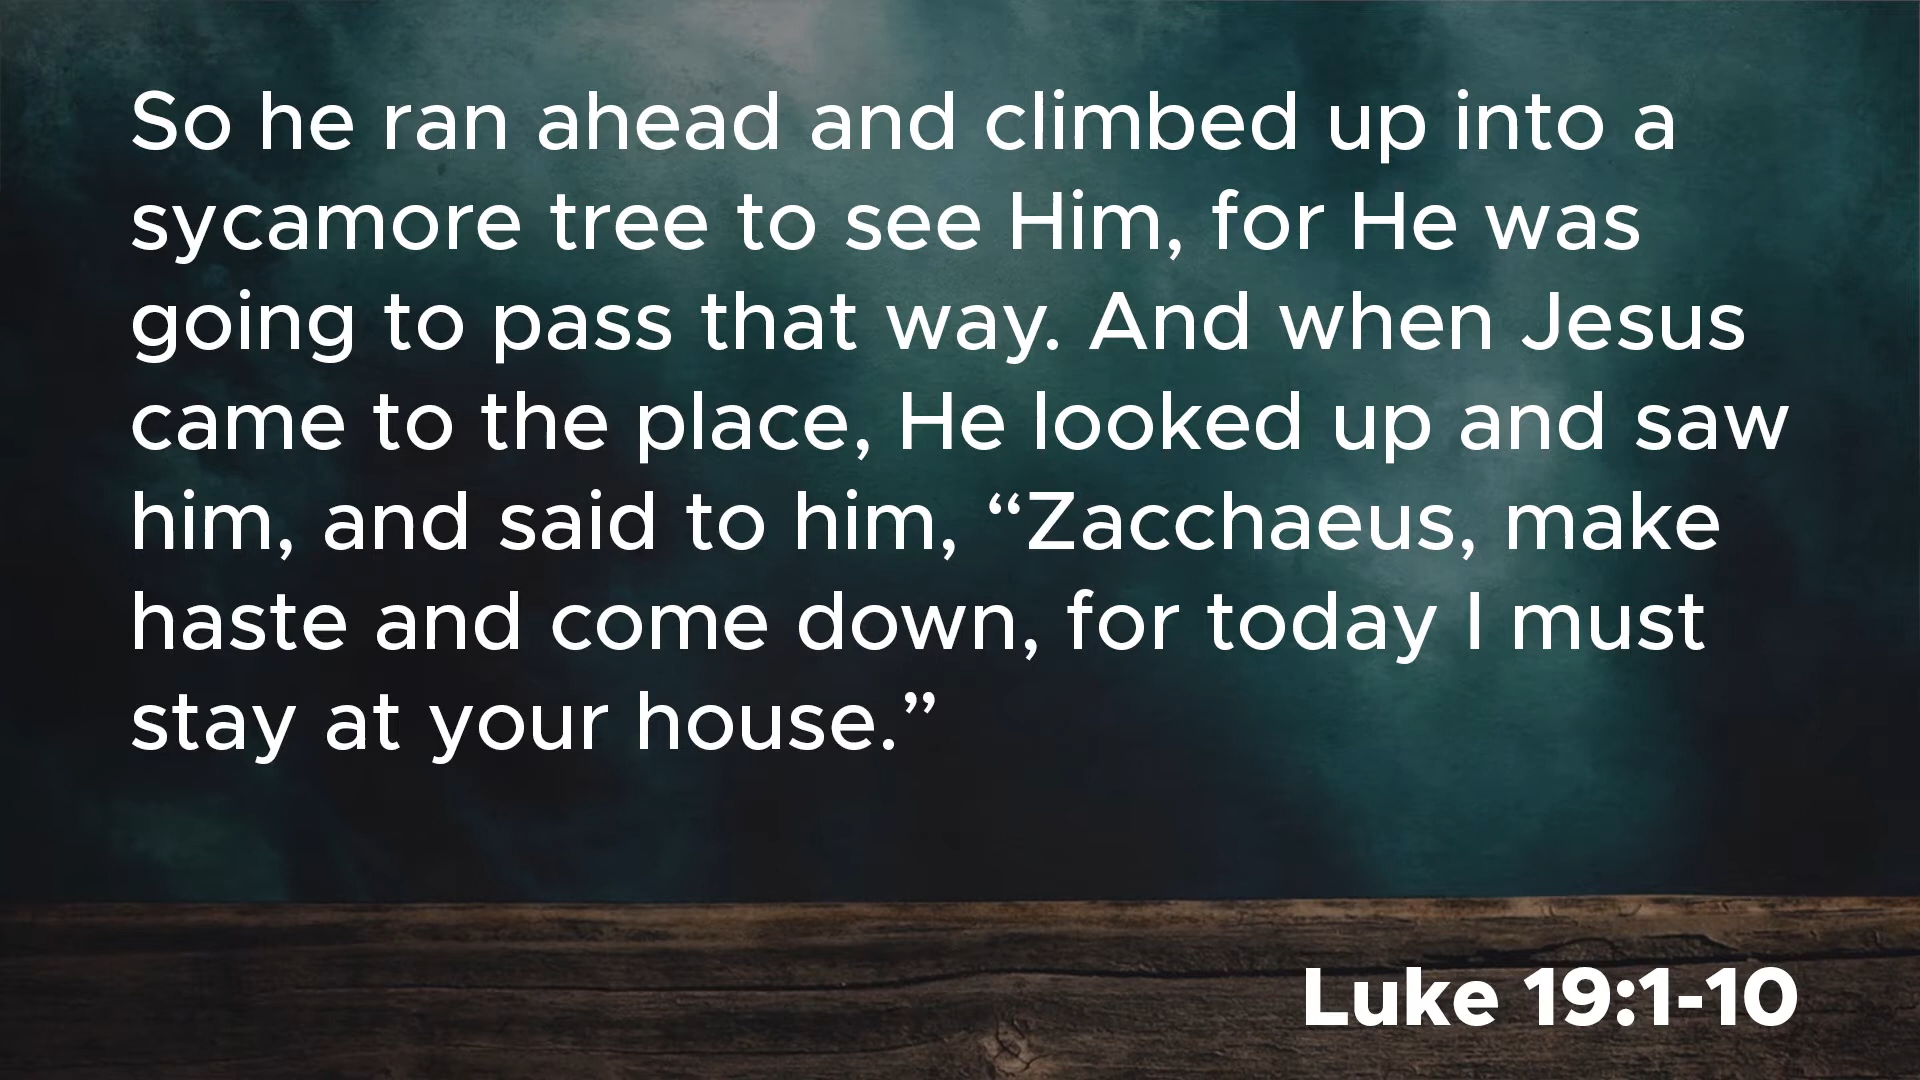 So he ran ahead and climbed up into a
sycamore tree to see Him, for He was
going to pass that way. And when Jesus
came to the place, He looked up and saw
him, and said to him, “Zacchaeus, make
haste and come down, for today I must
stay at your house.”
Luke 19:1-10